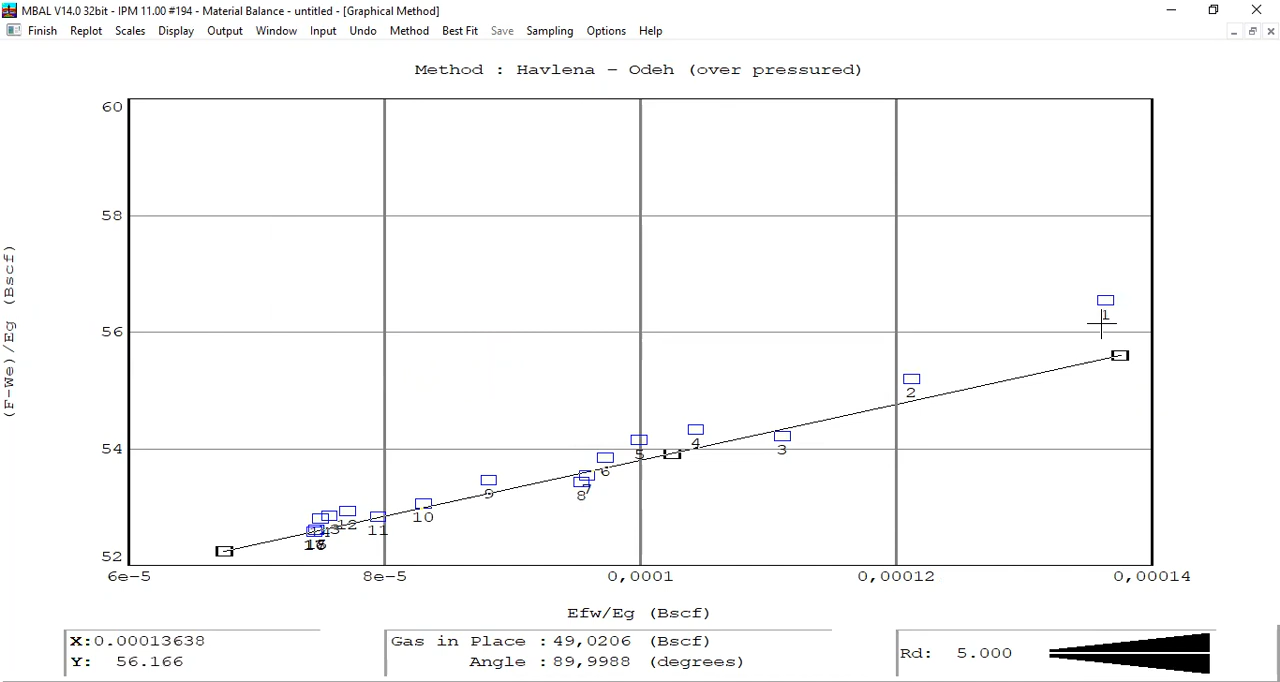 MBAL V14.0 32bit - IPM 11.00 #194 - Material Balance - untitled - [Graphical Method]
Finish Replot Scales Display Output Window Input Undo Method Best Fit Save Sampling Options Help
Method : Havlena - Odeh (over pressured)
60
58
56
54
52
(F-We)/Eg (Bscf)
1
2
3
4
5
6
7
8
9
10
11
12
6e-5 8e-5 0,0001 0,00012 0,00014
Efw/Eg (Bscf)
X:0.00013638
Y: 56.166
Gas in Place :49,0206 (Bscf)
Angle :89,9988 (degrees)
Rd: 5.000